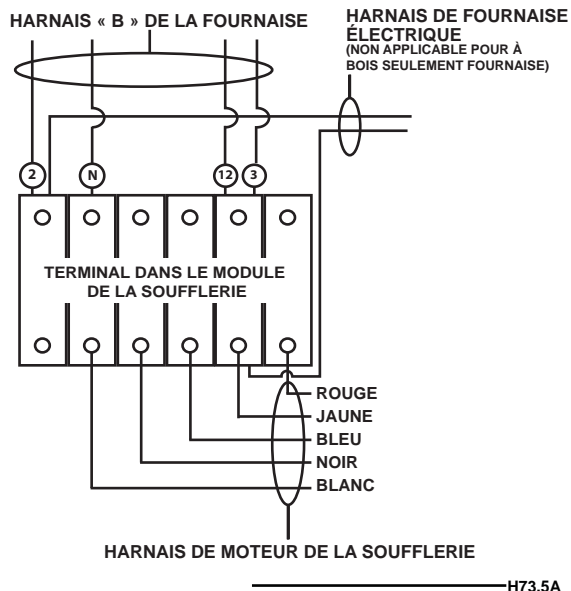 HARNAIS « B » DE LA FOURNAISE
HARNAIS DE FOURNAISE
ÉLECTRIQUE
(NON APPLICABLE POUR À
BOIS SEULEMENT FOURNAISE)
2
N
12
3
TERMINAL DANS LE MODULE
DE LA SOUFFLERIE
ROUGE
JAUNE
BLEU
NOIR
BLANC
HARNAIS DE MOTEUR DE LA SOUFFLERIE
H73.5A